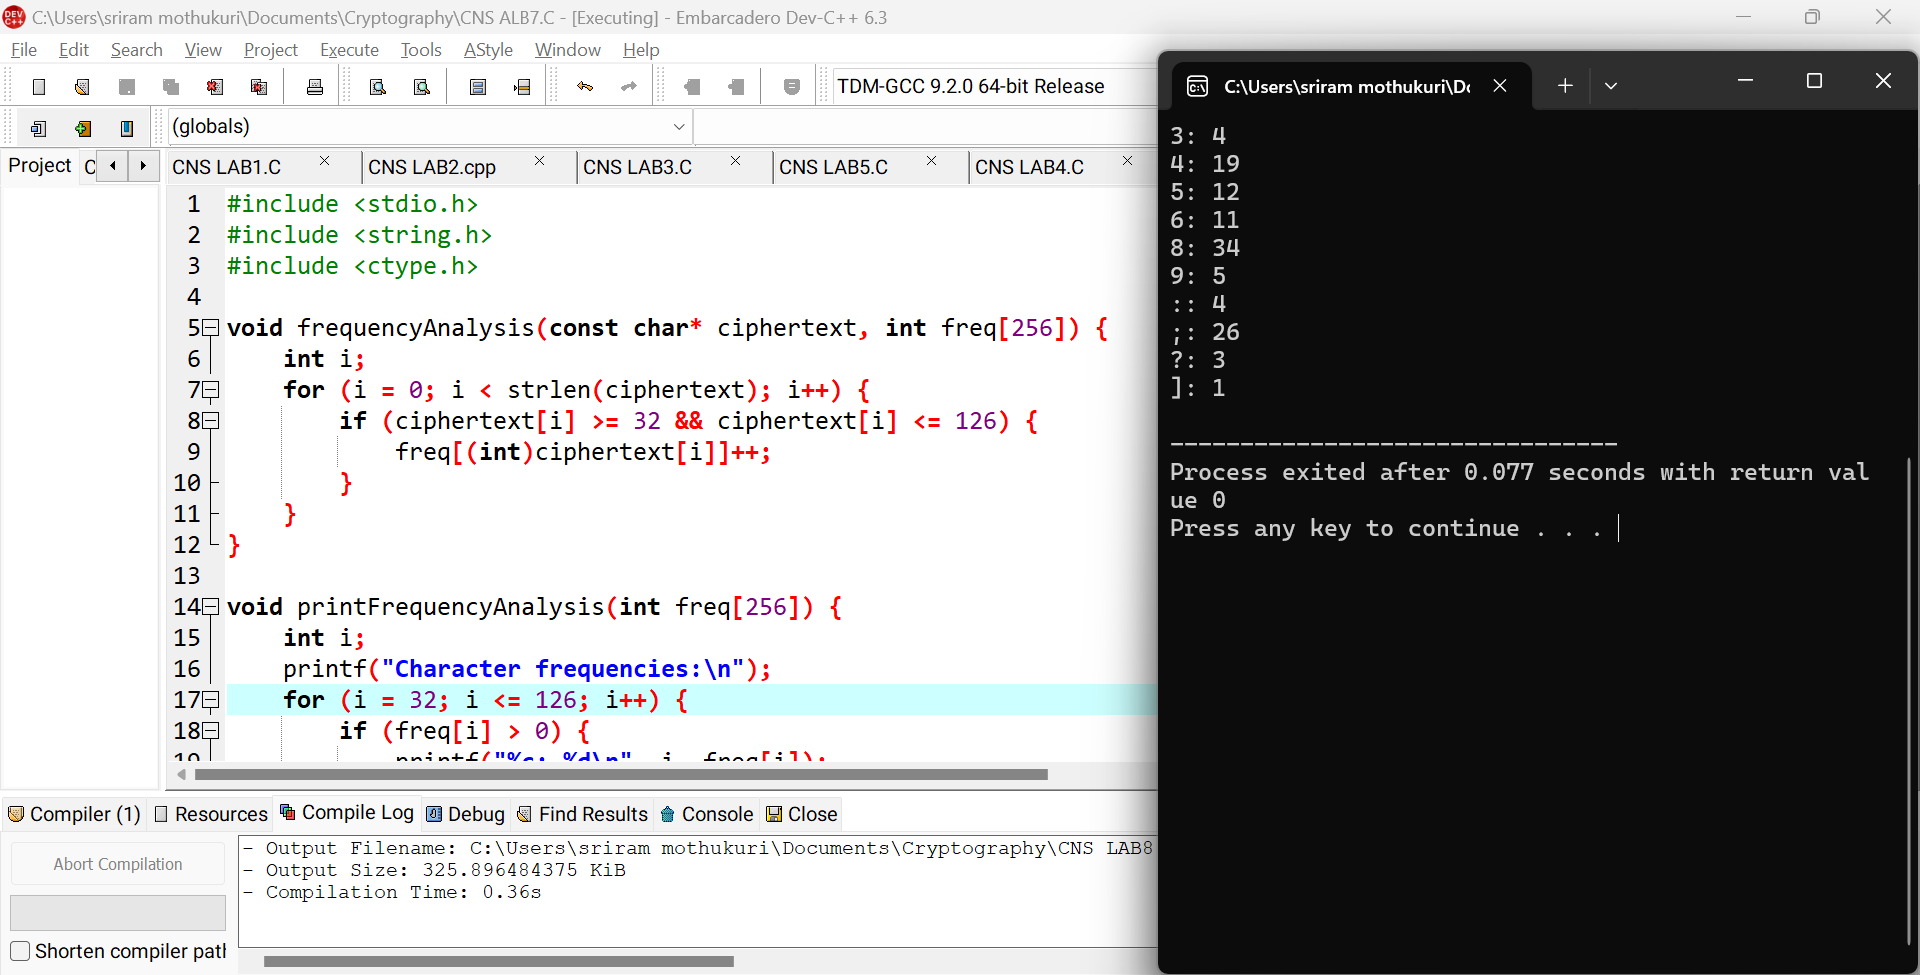 C:\Users\sriram mothukuri\Documents\Cryptography\CNS ALB7.C - [Executing] - Embarcadero Dev-C++ 6.3
File Edit Search View Project Execute Tools AStyle Window Help
TDM-GCC 9.2.0 64-bit Release
(globals)
Project C
CNS LAB1.C CNS LAB2.cpp CNS LAB3.C CNS LAB5.C CNS LAB4.C
1 #include <stdio.h>
2 #include <string.h>
3 #include <ctype.h>
4
5 void frequencyAnalysis(const char* ciphertext, int freq[256]) {
6     int i;
7     for (i = 0; i < strlen(ciphertext); i++) {
8         if (ciphertext[i] >= 32 && ciphertext[i] <= 126) {
9             freq[(int)ciphertext[i]]++;
10         }
11     }
12 }
13
14 void printFrequencyAnalysis(int freq[256]) {
15     int i;
16     printf("Character frequencies:\n");
17     for (i = 32; i <= 126; i++) {
18         if (freq[i] > 0) {
19             printf("%c: %d\n", i, freq[i]);
Compiler (1) Resources Compile Log Debug Find Results Console Close
Abort Compilation
Shorten compiler path
- Output Filename: C:\Users\sriram mothukuri\Documents\Cryptography\CNS LAB8
- Output Size: 325.896484375 KiB
- Compilation Time: 0.36s
C:\Users\sriram mothukuri\Do
3: 4
4: 19
5: 12
6: 11
8: 34
9: 5
:: 4
;: 26
?: 3
]: 1
--------------------------------
Process exited after 0.077 seconds with return val
ue 0
Press any key to continue . . .